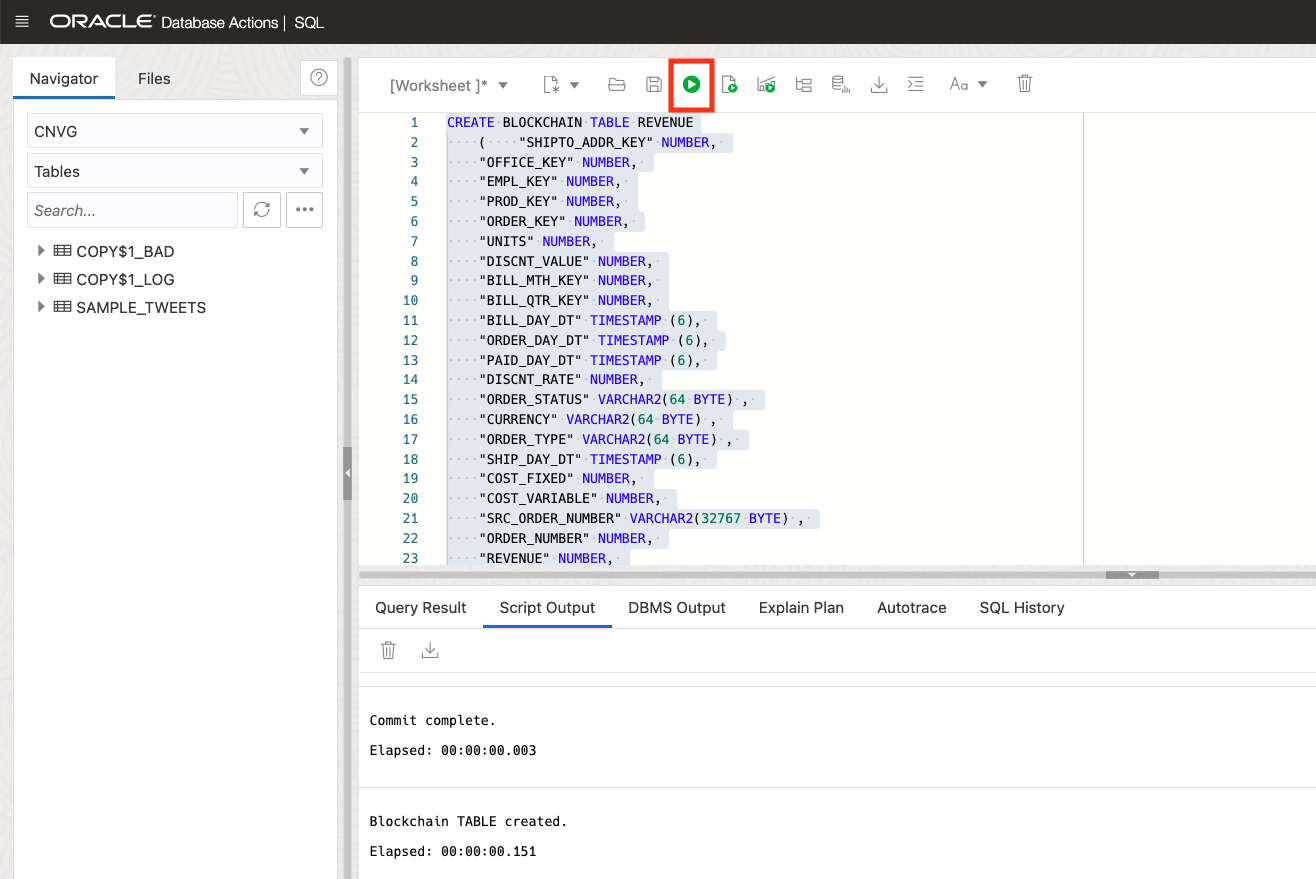 ORACLE Database Actions | SQL
Navigator
Files
[Worksheet ]*
Aa
CNVG
Tables
Search...
COPY$1_BAD
COPY$1_LOG
SAMPLE_TWEETS
1 CREATE BLOCKCHAIN TABLE REVENUE
2 ( "SHIPTO_ADDR_KEY" NUMBER,
3 "OFFICE_KEY" NUMBER,
4 "EMPL_KEY" NUMBER,
5 "PROD_KEY" NUMBER,
6 "ORDER_KEY" NUMBER,
7 "UNITS" NUMBER,
8 "DISCNT_VALUE" NUMBER,
9 "BILL_MTH_KEY" NUMBER,
10 "BILL_QTR_KEY" NUMBER,
11 "BILL_DAY_DT" TIMESTAMP (6),
12 "ORDER_DAY_DT" TIMESTAMP (6),
13 "PAID_DAY_DT" TIMESTAMP (6),
14 "DISCNT_RATE" NUMBER,
15 "ORDER_STATUS" VARCHAR2(64 BYTE) ,
16 "CURRENCY" VARCHAR2(64 BYTE) ,
17 "ORDER_TYPE" VARCHAR2(64 BYTE) ,
18 "SHIP_DAY_DT" TIMESTAMP (6),
19 "COST_FIXED" NUMBER,
20 "COST_VARIABLE" NUMBER,
21 "SRC_ORDER_NUMBER" VARCHAR2(32767 BYTE) ,
22 "ORDER_NUMBER" NUMBER,
23 "REVENUE" NUMBER,
Query Result
Script Output
DBMS Output
Explain Plan
Autotrace
SQL History
Commit complete.
Elapsed: 00:00:00.003
Blockchain TABLE created.
Elapsed: 00:00:00.151